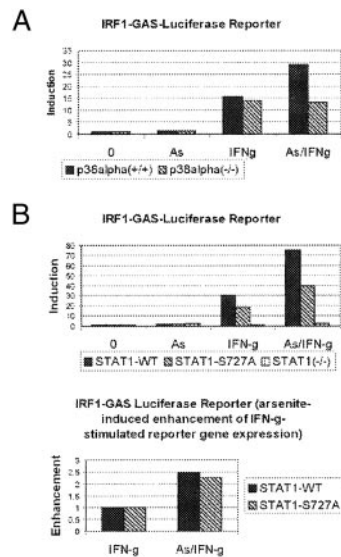 A
IRF1-GAS-Luciferase Reporter
Induction
35
30
25
20
15
10
5
0
0 As IFNg As/IFNg
p38alpha(+/+) p38alpha(-/-)
B
IRF1-GAS-Luciferase Reporter
Induction
80
70
60
50
40
30
20
10
0
0 As IFN-g As/IFN-g
STAT1-WT STAT1-S727A STAT1(-/-)
IRF1-GAS Luciferase Reporter (arsenite-
induced enhancement of IFN-g-
stimulated reporter gene expression)
Enhancement
3
2.5
2
1.5
1
0.5
0
IFN-g As/IFN-g
STAT1-WT
STAT1-S727A